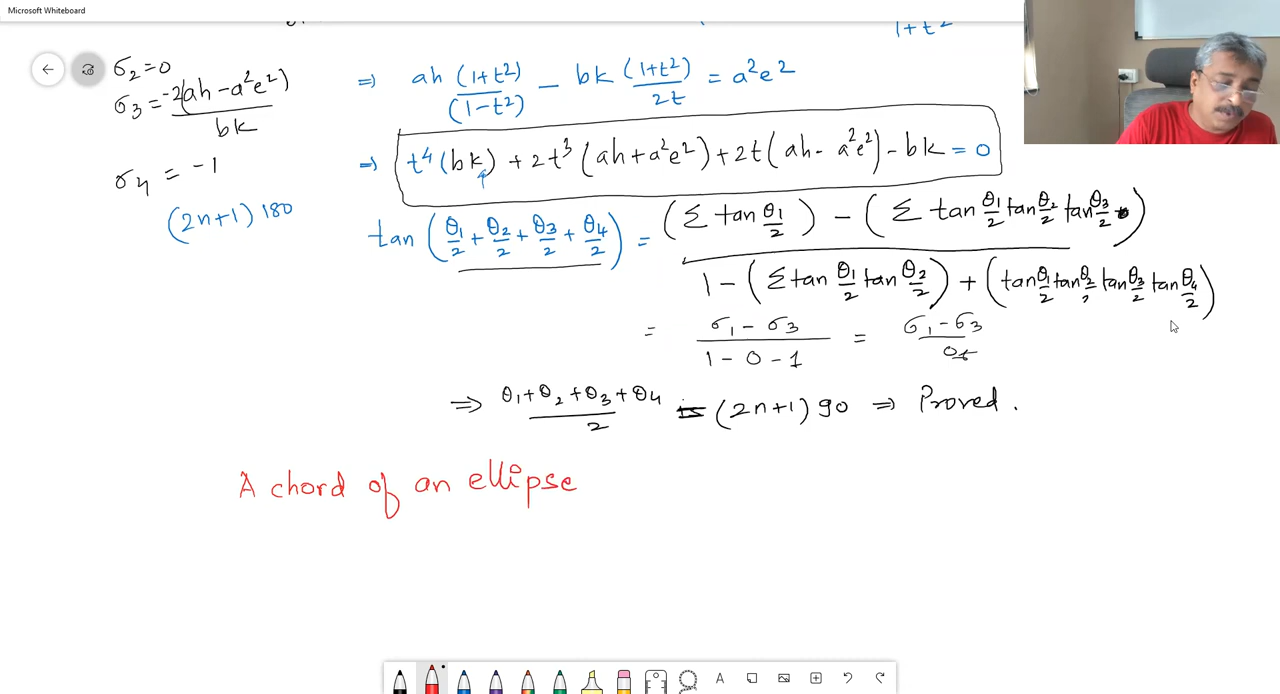 Microsoft Whiteboard
1+t²
σ₂=0
σ₃ = -2(ah-a²e²)/bk
σ₄ = -1
(2n+1) 180
⇒ ah (1+t²)/(1-t²) - bk (1+t²)/2t = a²e²
⇒ t⁴(bk) + 2t³(ah+a²e²) + 2t(ah-a²e²) - bk = 0
tan (θ₁/2 + θ₂/2 + θ₃/2 + θ₄/2) = ((Σ tan θ₁/2) - (Σ tan θ₁/2 tan θ₂/2 tan θ₃/2)) / (1 - (Σ tan θ₁/2 tan θ₂/2) + (tan θ₁/2 tan θ₂/2 tan θ₃/2 tan θ₄/2))
= (σ₁-σ₃)/(1-0-1) = (σ₁-σ₃)/0
⇒ (θ₁+θ₂+θ₃+θ₄)/2 is (2n+1) 90 ⇒ Proved.
A chord of an ellipse
A